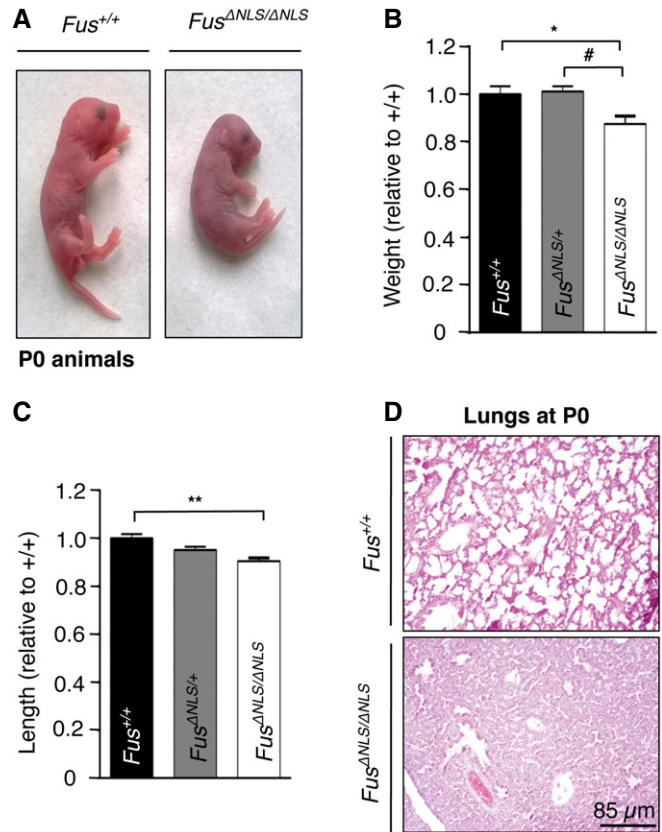 A
Fus+/+
FusΔNLS/ΔNLS
P0 animals
B
Weight (relative to +/+)
1.2
1.0
0.8
0.6
0.4
0.2
0
*
#
Fus+/+
FusΔNLS/+
FusΔNLS/ΔNLS
C
Length (relative to +/+)
1.2
1.0
0.8
0.6
0.4
0.2
0
**
Fus+/+
FusΔNLS/+
FusΔNLS/ΔNLS
D
Lungs at P0
Fus+/+
FusΔNLS/ΔNLS
85 µm